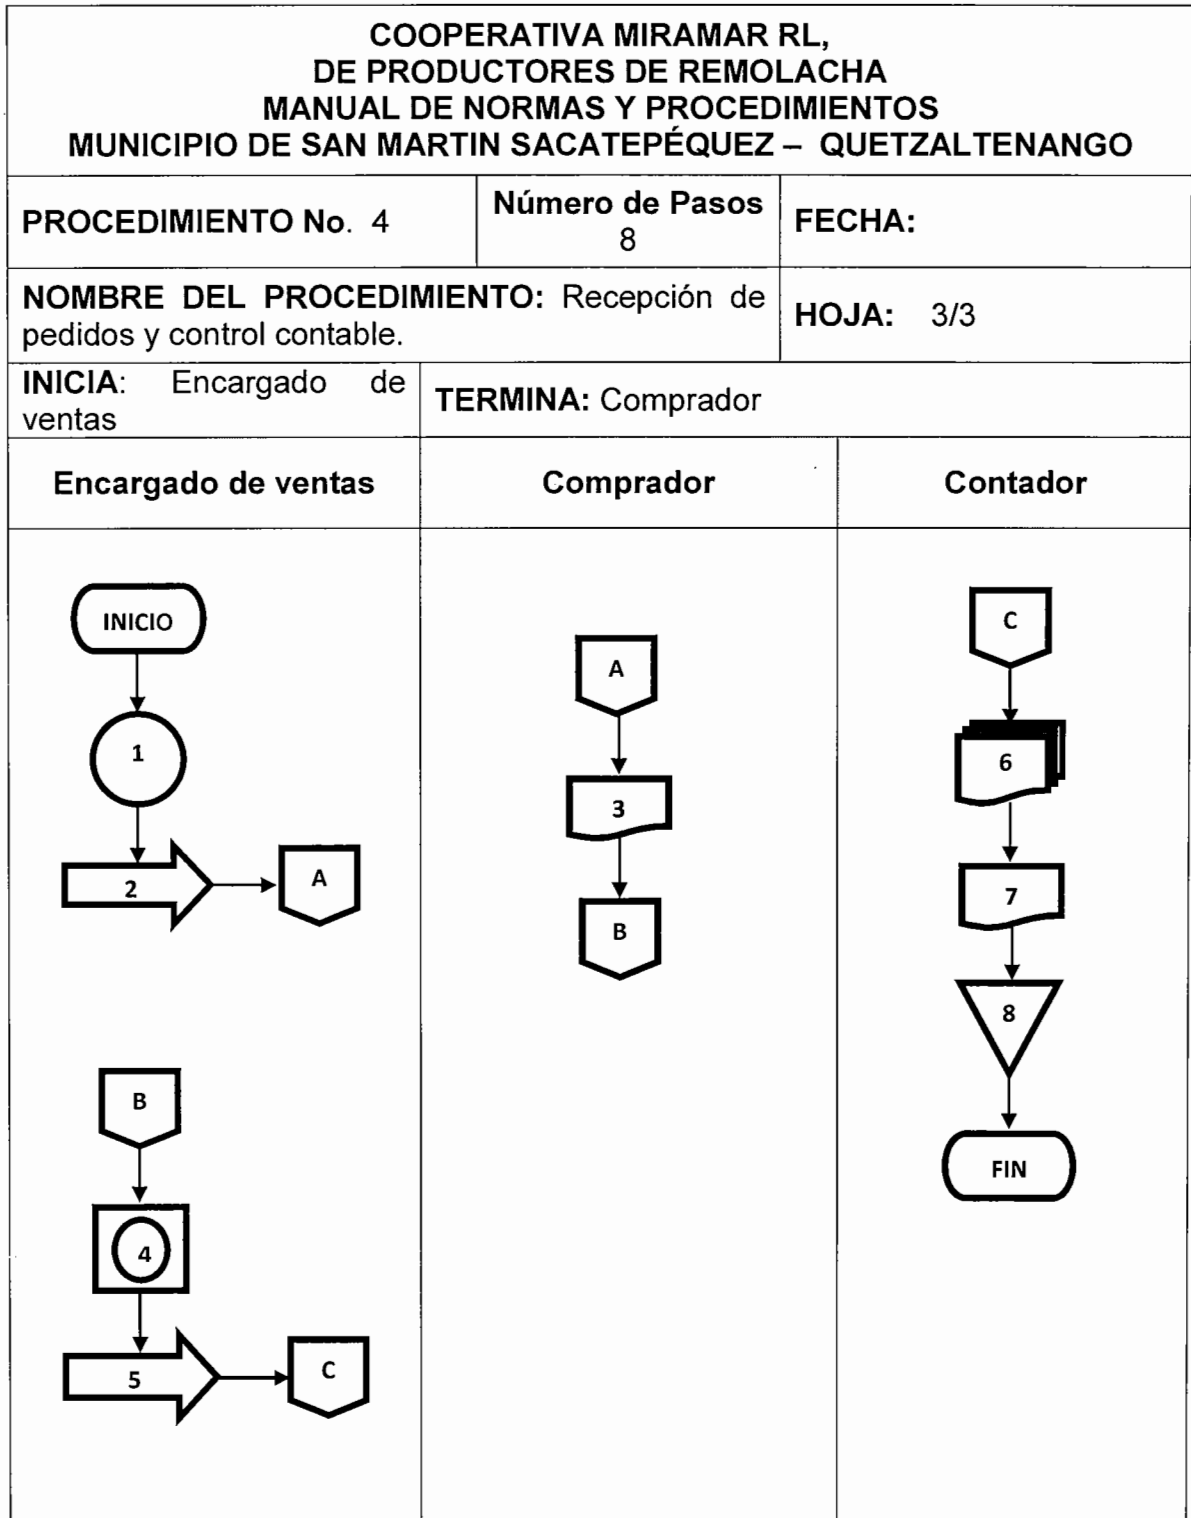 COOPERATIVA MIRAMAR RL,
DE PRODUCTORES DE REMOLACHA
MANUAL DE NORMAS Y PROCEDIMIENTOS
MUNICIPIO DE SAN MARTIN SACATEPÉQUEZ – QUETZALTENANGO
PROCEDIMIENTO No. 4
Número de Pasos
8
FECHA:
NOMBRE DEL PROCEDIMIENTO: Recepción de
pedidos y control contable.
HOJA: 3/3
INICIA: Encargado de
ventas
TERMINA: Comprador
Encargado de ventas
Comprador
Contador
INICIO
1
2
A
B
4
5
C
A
3
B
C
6
7
8
FIN